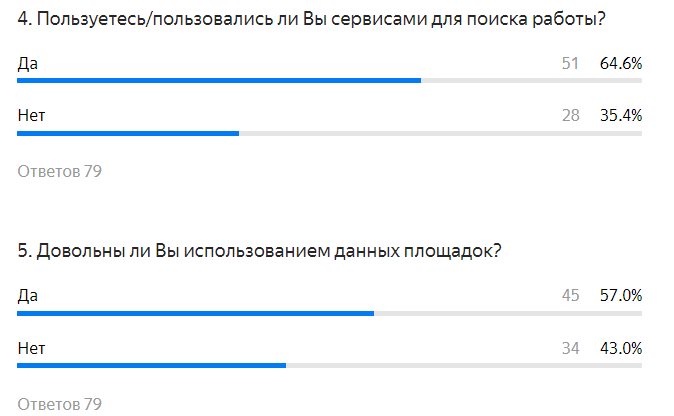 4. Пользуетесь/пользовались ли Вы сервисами для поиска работы?
Да 51 64.6%
Нет 28 35.4%
Ответов 79
5. Довольны ли Вы использованием данных площадок?
Да 45 57.0%
Нет 34 43.0%
Ответов 79